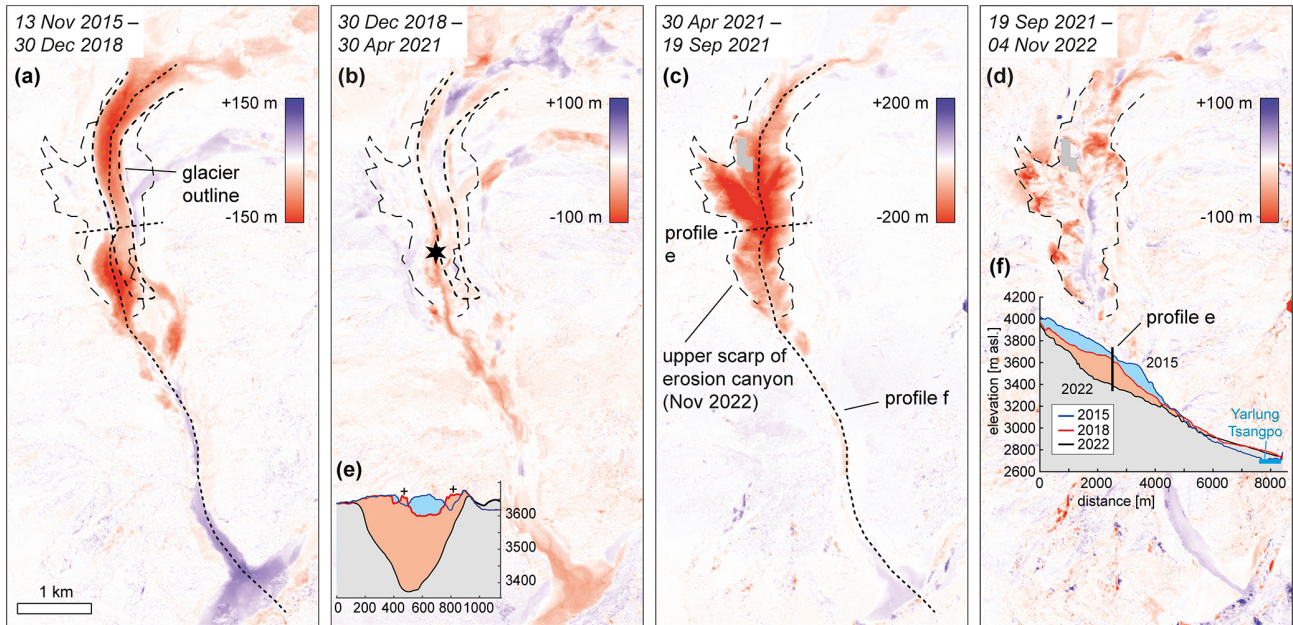 13 Nov 2015 –
30 Dec 2018
(a)
+150 m
-150 m
glacier
outline
1 km
30 Dec 2018 –
30 Apr 2021
(b)
+100 m
-100 m
(e)
+
+
3600
3500
3400
0 200 400 600 800 1000
30 Apr 2021 –
19 Sep 2021
(c)
+200 m
-200 m
profile
e
upper scarp of
erosion canyon
(Nov 2022)
profile f
19 Sep 2021 –
04 Nov 2022
(d)
+100 m
-100 m
(f)
4200
4000
3800
3600
3400
3200
3000
2800
2600
elevation [m asl.]
profile e
2015
2022
2015
2018
2022
Yarlung
Tsangpo
0 2000 4000 6000 8000
distance [m]